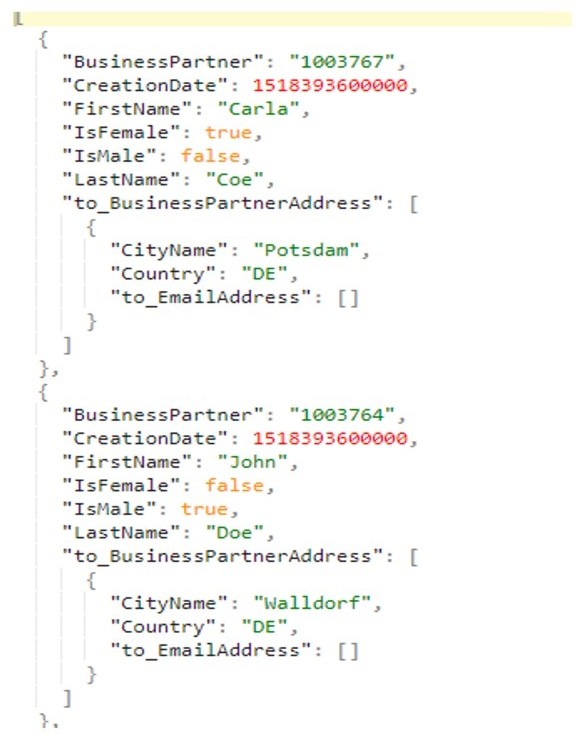 [
{
"BusinessPartner": "1003767",
"CreationDate": 1518393600000,
"FirstName": "Carla",
"IsFemale": true,
"IsMale": false,
"LastName": "Coe",
"to_BusinessPartnerAddress": [
{
"CityName": "Potsdam",
"Country": "DE",
"to_EmailAddress": []
}
]
},
{
"BusinessPartner": "1003764",
"CreationDate": 1518393600000,
"FirstName": "John",
"IsFemale": false,
"IsMale": true,
"LastName": "Doe",
"to_BusinessPartnerAddress": [
{
"CityName": "Walldorf",
"Country": "DE",
"to_EmailAddress": []
}
]
},